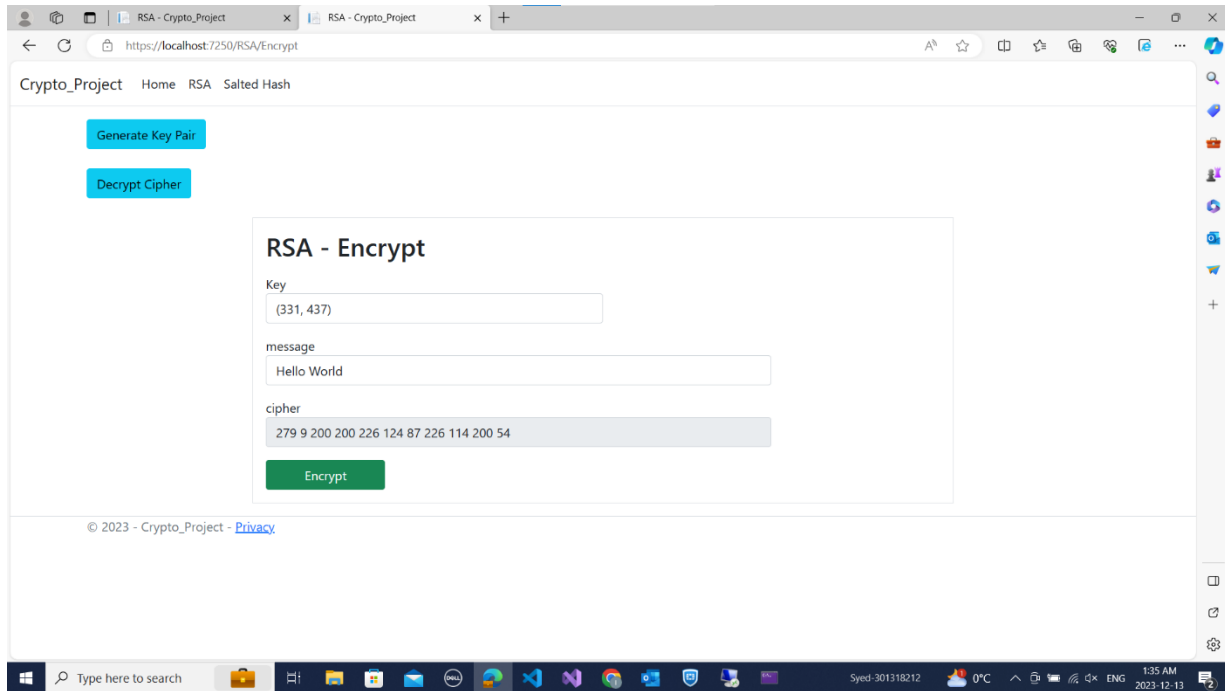 RSA - Crypto_Project
RSA - Crypto_Project
https://localhost:7250/RSA/Encrypt
Crypto_Project Home RSA Salted Hash
Generate Key Pair
Decrypt Cipher
RSA - Encrypt
Key
(331, 437)
message
Hello World
cipher
279 9 200 200 226 124 87 226 114 200 54
Encrypt
© 2023 - Crypto_Project - Privacy
Type here to search
Syed-301318212
0°C
ENG
1:35 AM
2023-12-13